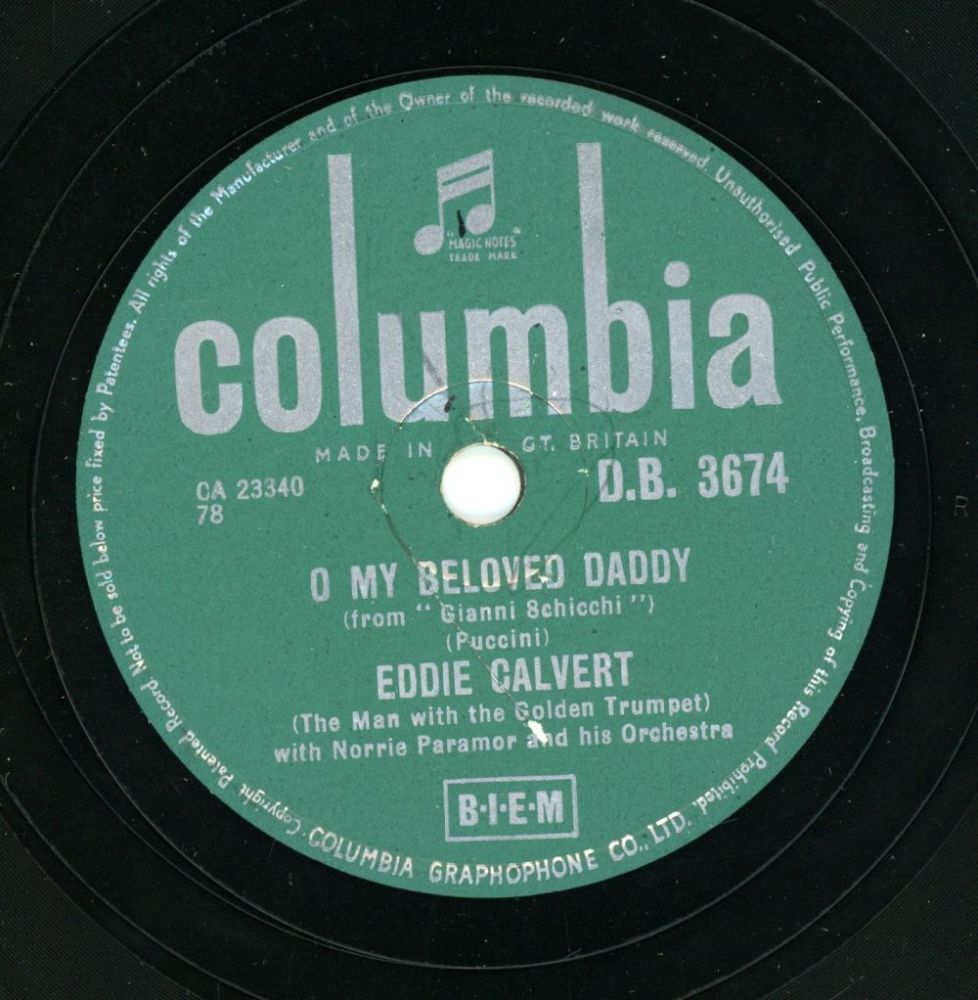 "MAGIC NOTES"
TRADE MARK
columbia
MADE IN GT. BRITAIN
CA 23340
78
D.B. 3674
O MY BELOVED DADDY
(from "Gianni Schicchi")
(Puccini)
EDDIE CALVERT
(The Man with the Golden Trumpet)
with Norrie Paramor and his Orchestra
B·I·E·M
Copyright Patented Record. Not to be sold below price fixed by Patentees. All rights of the Manufacturer and of the Owner of the recorded work reserved. Unauthorised Public Performance, Broadcasting and Copying of this Record Prohibited.
COLUMBIA GRAPHOPHONE CO., LTD.
R